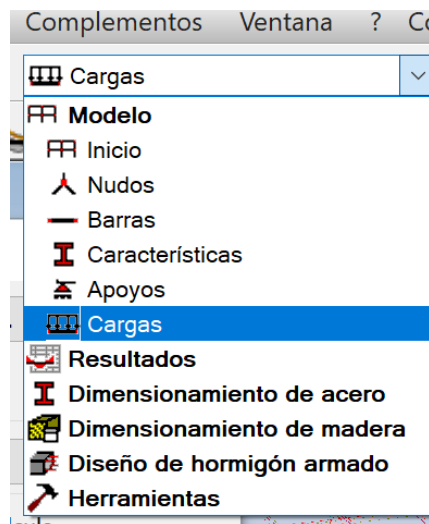 Complementos Ventana ?
Cargas
Modelo
Inicio
Nudos
Barras
Características
Apoyos
Cargas
Resultados
Dimensionamiento de acero
Dimensionamiento de madera
Diseño de hormigón armado
Herramientas